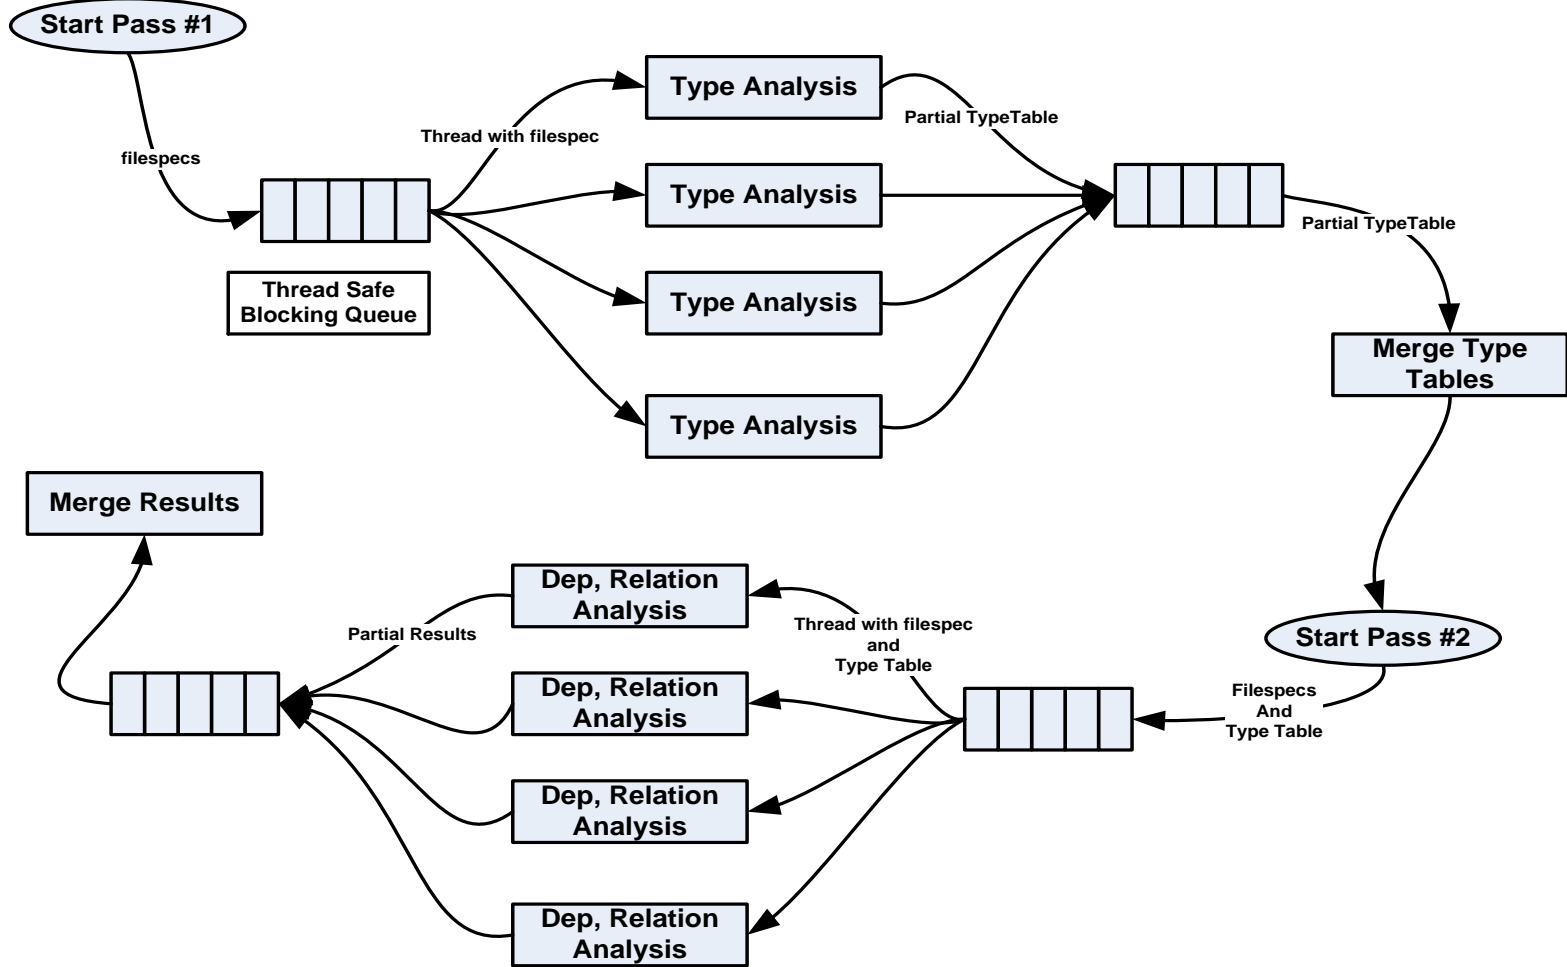 Start Pass #1
filespecs
Thread with filespec
Thread Safe
Blocking Queue
Type Analysis
Type Analysis
Type Analysis
Type Analysis
Partial TypeTable
Partial TypeTable
Merge Type
Tables
Start Pass #2
Filespecs
And
Type Table
Thread with filespec
and
Type Table
Dep, Relation
Analysis
Dep, Relation
Analysis
Dep, Relation
Analysis
Dep, Relation
Analysis
Partial Results
Merge Results